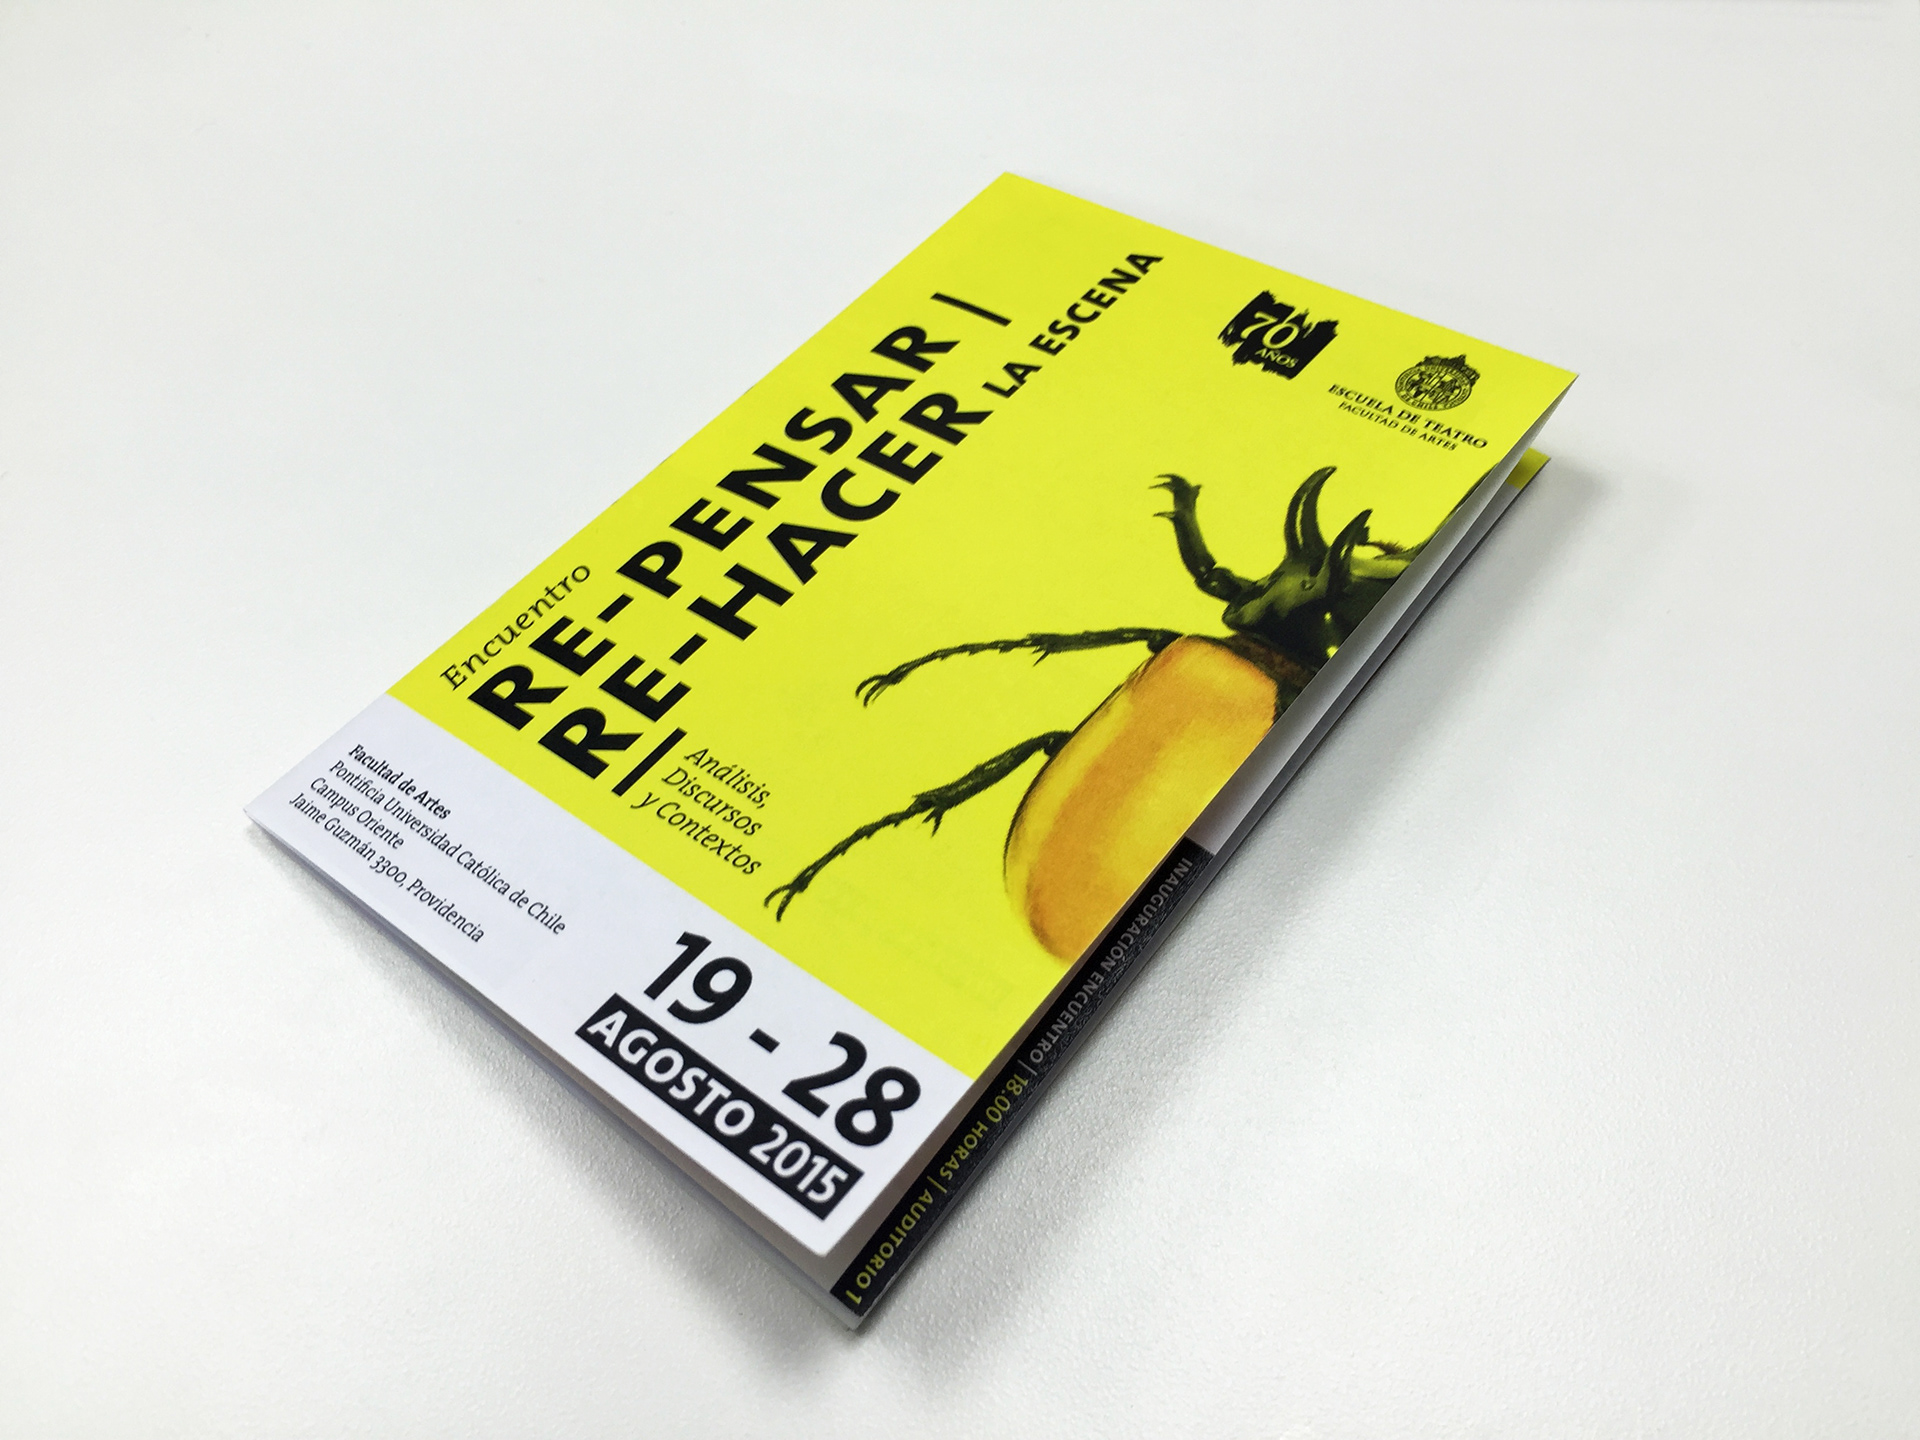 Encuentro
RE-PENSAR |
RE-HACER LA ESCENA
| Análisis,
Discursos
y Contextos
70
AÑOS
ESCUELA DE TEATRO
FACULTAD DE ARTES
Facultad de Artes
Pontificia Universidad Católica de Chile
Campus Oriente
Jaime Guzmán 3300, Providencia
19 - 28
AGOSTO 2015
INAUGURACIÓN ENCUENTRO | 18.00 HORAS | AUDITORIO 1